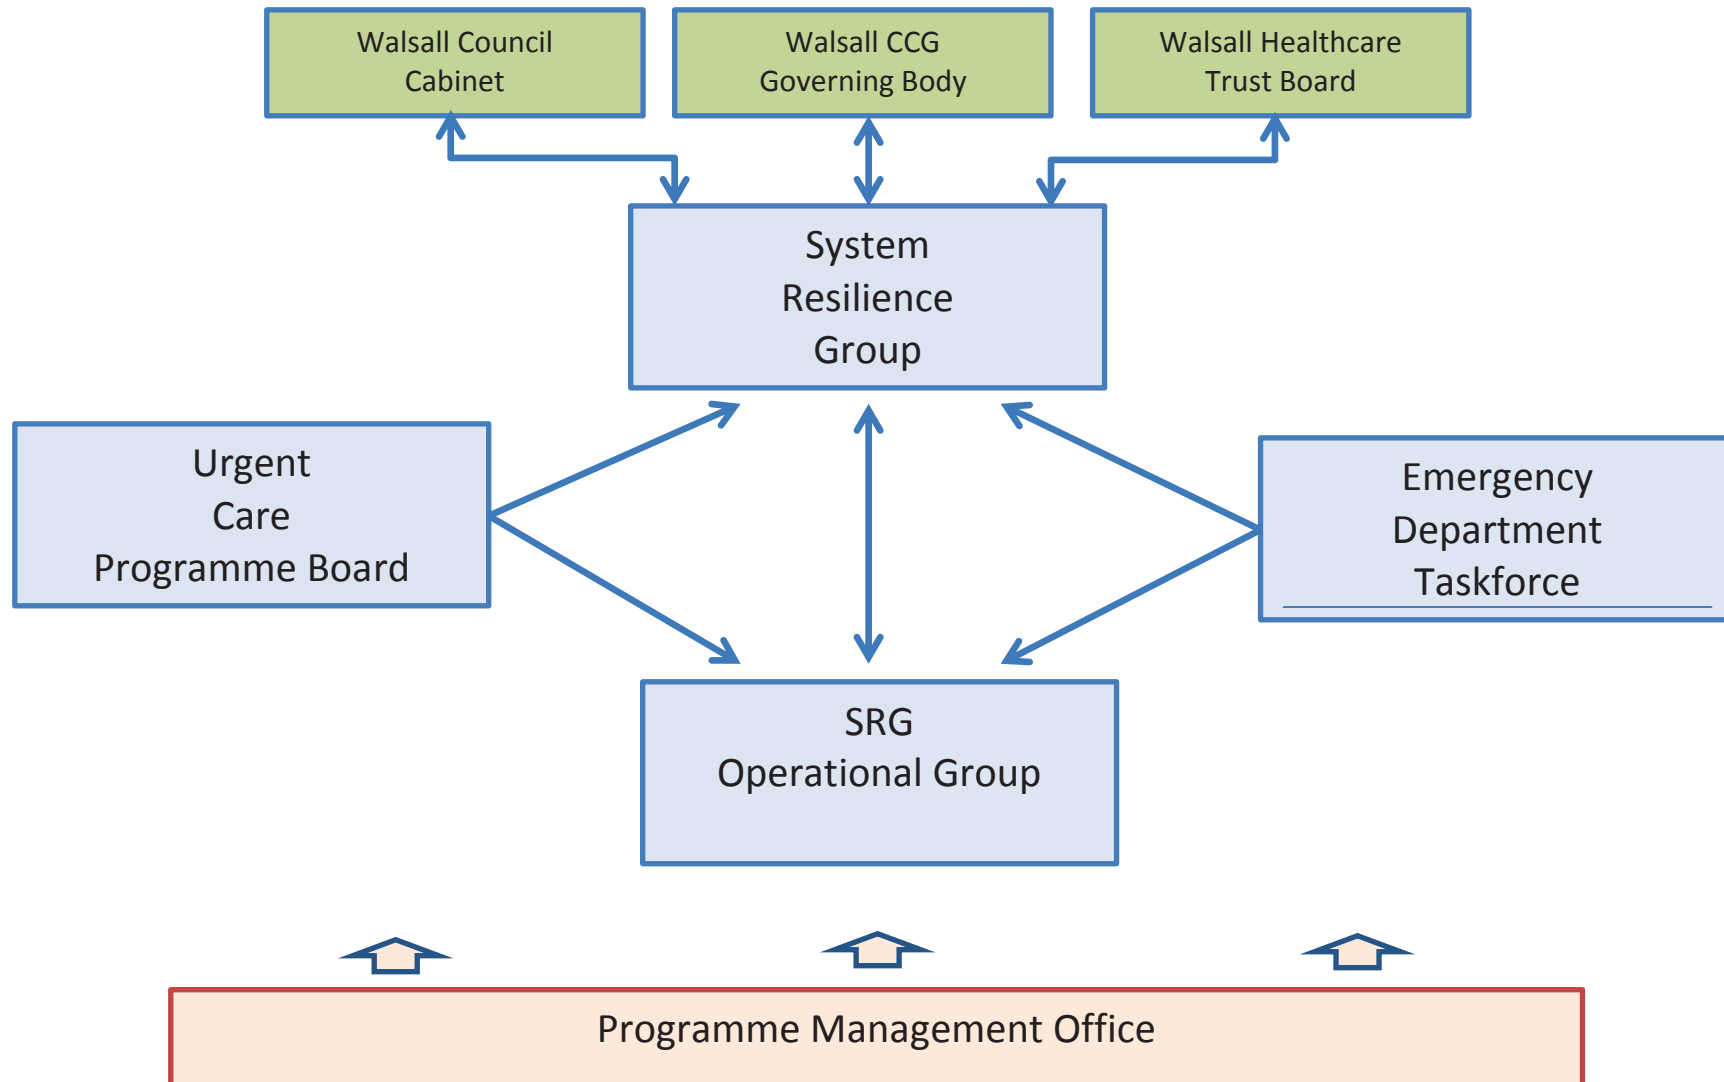 Walsall Council
Cabinet
Walsall CCG
Governing Body
Walsall Healthcare
Trust Board
System
Resilience
Group
Urgent
Care
Programme Board
Emergency
Department
Taskforce
SRG
Operational Group
Programme Management Office